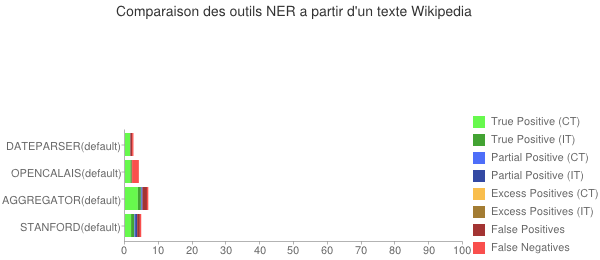 Comparaison des outils NER a partir d'un texte Wikipedia
True Positive (CT)
True Positive (IT)
Partial Positive (CT)
Partial Positive (IT)
Excess Positives (CT)
Excess Positives (IT)
False Positives
False Negatives
DATEPARSER(default)
OPENCALAIS(default)
AGGREGATOR(default)
STANFORD(default)
0 10 20 30 40 50 60 70 80 90 100